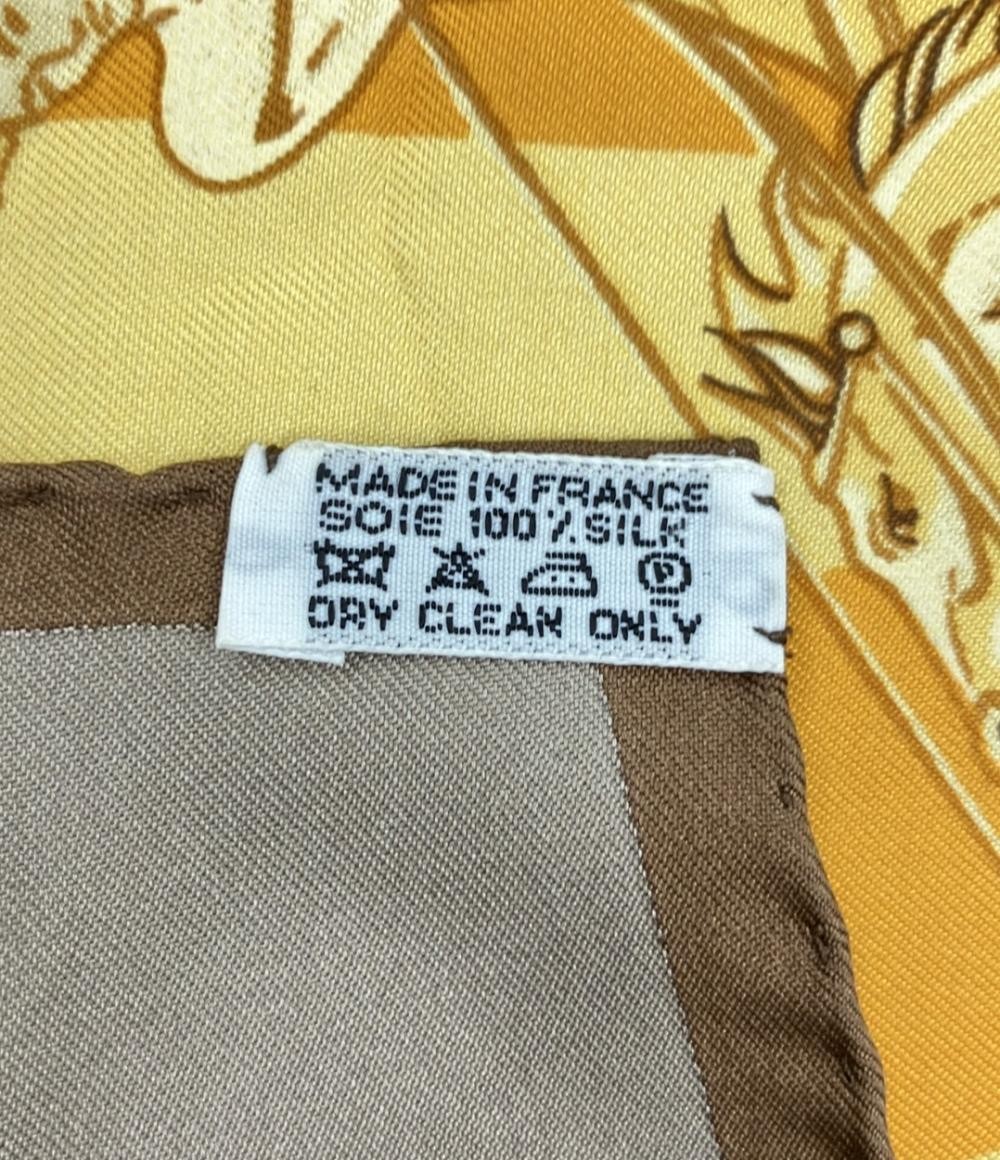 MADE IN FRANCE
SOIE 100% SILK
P
DRY CLEAN ONLY